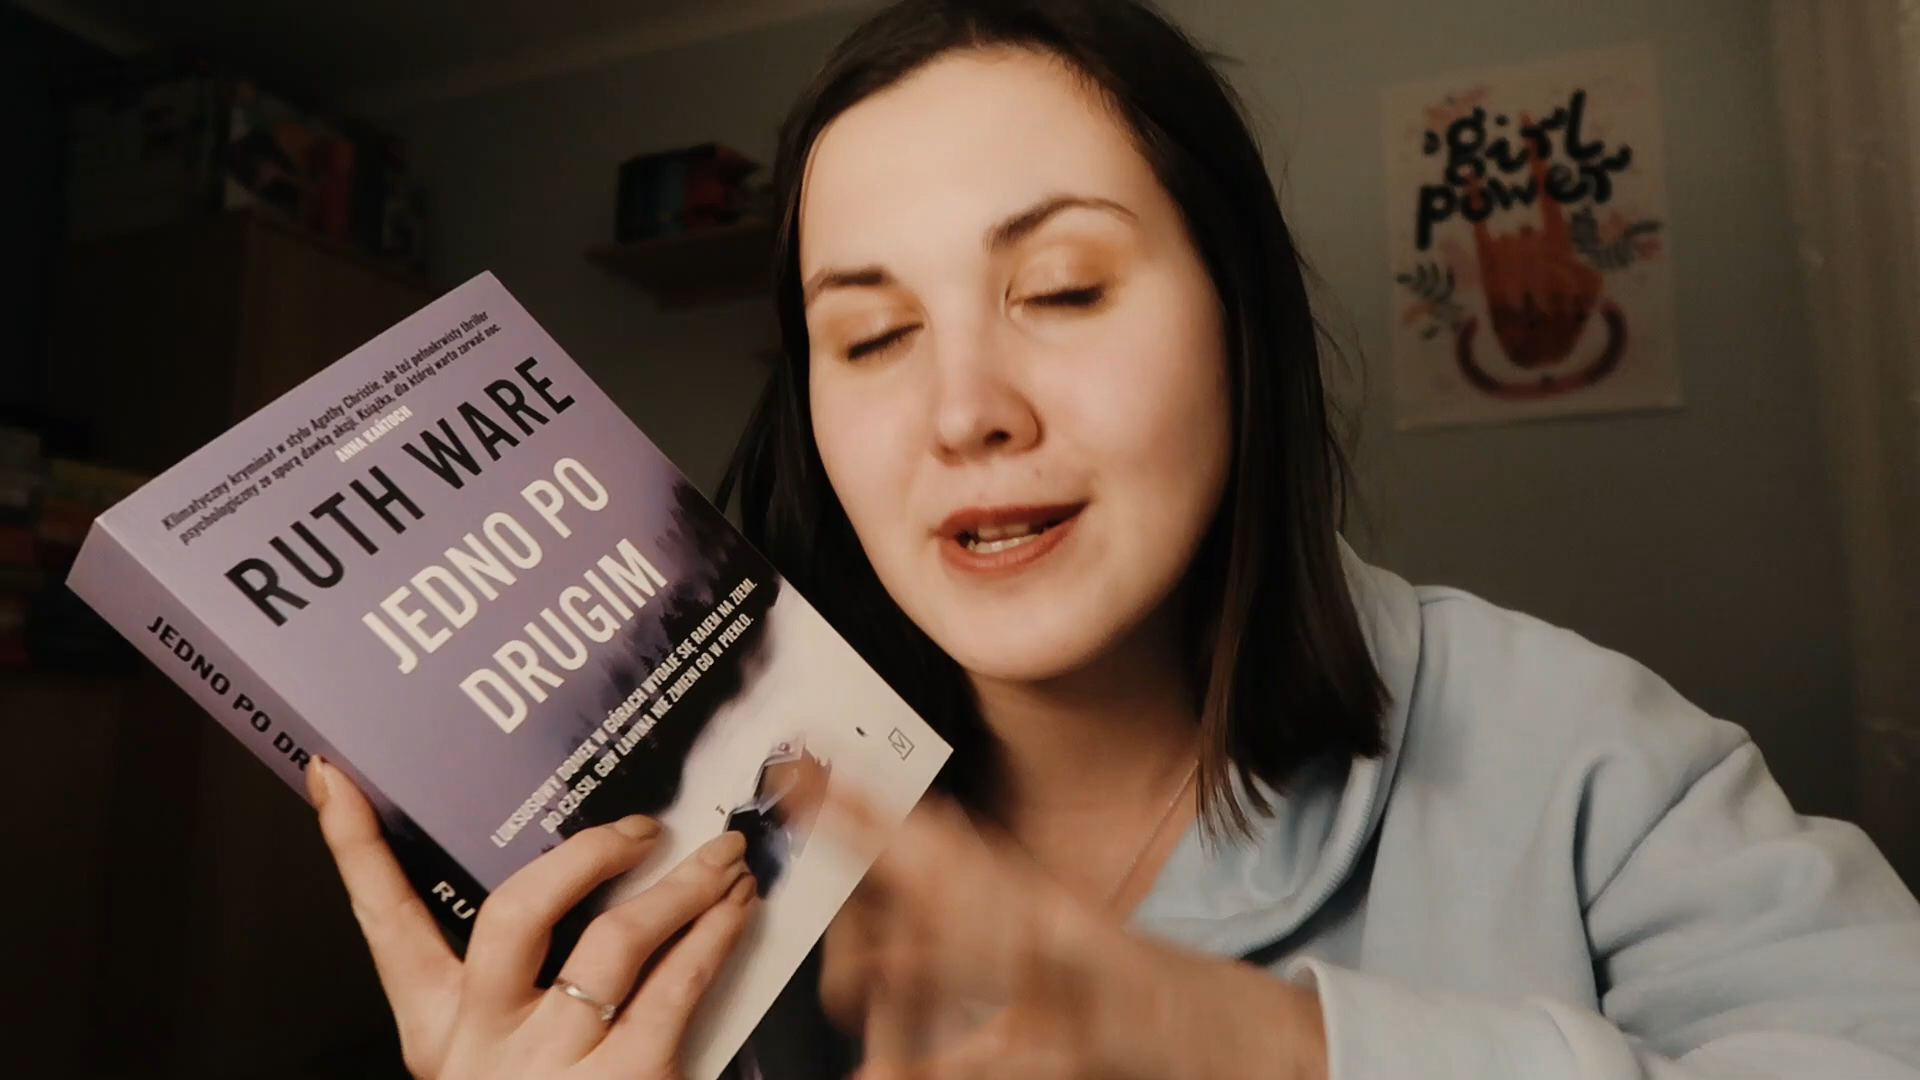 Klimatyczny kryminał w stylu Agathy Christie, ale też pełnokrwisty thriller
psychologiczny ze sporą dawką akcji. Książka, dla której warto zarwać noc.
ANNA KAŃTOCH
RUTH WARE
JEDNO PO
DRUGIM
LUKSUSOWY DOMEK W GÓRACH WYDAJE SIĘ RAJEM NA ZIEMI.
DO CZASU, GDY LAWINA NIE ZMIENI GO W PIEKŁO.
JEDNO PO DR
RU
girl
power